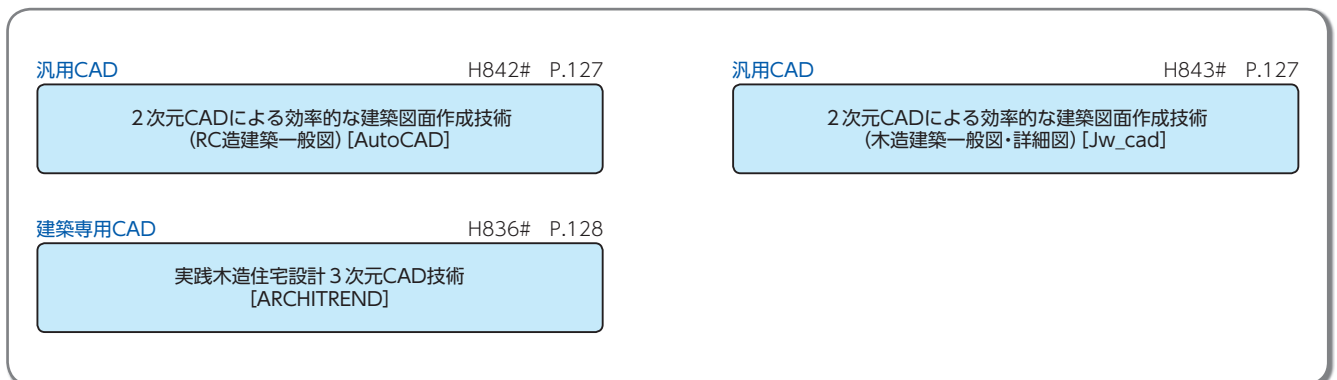 汎用CAD H842# P.127
2次元CADによる効率的な建築図面作成技術
(RC造建築一般図) [AutoCAD]
汎用CAD H843# P.127
2次元CADによる効率的な建築図面作成技術
(木造建築一般図・詳細図) [Jw_cad]
建築専用CAD H836# P.128
実践木造住宅設計3次元CAD技術
[ARCHITREND]